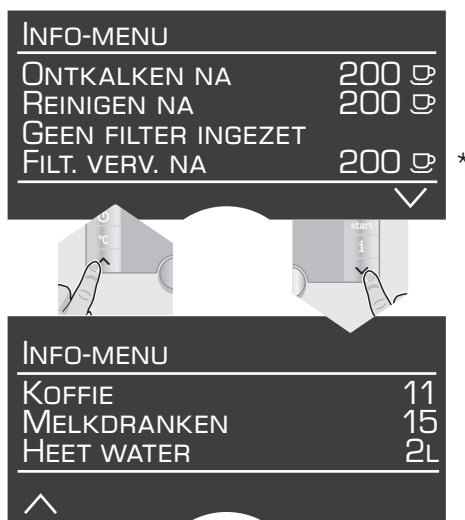 INFO-MENU
ONTKALKEN NA 200
REINIGEN NA 200
GEEN FILTER INGEZET
FILT. VERV. NA 200 *
°C
start
i
INFO-MENU
KOFFIE 11
MELKDRANKEN 15
HEET WATER 2L